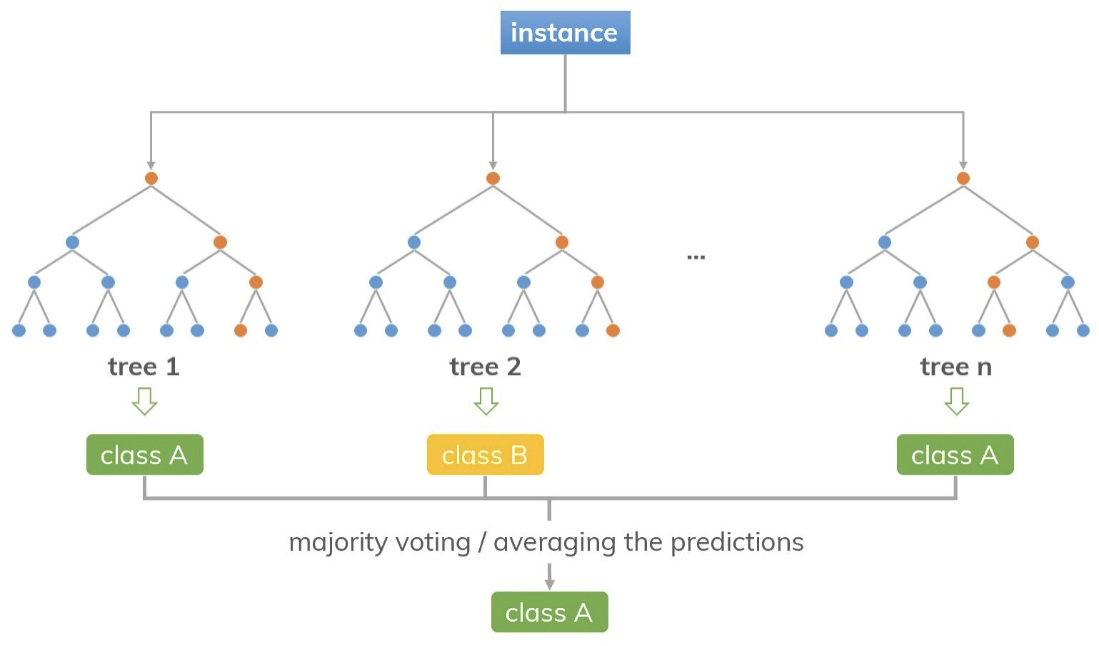 instance
...
tree 1
tree 2
tree n
class A
class B
class A
majority voting / averaging the predictions
class A